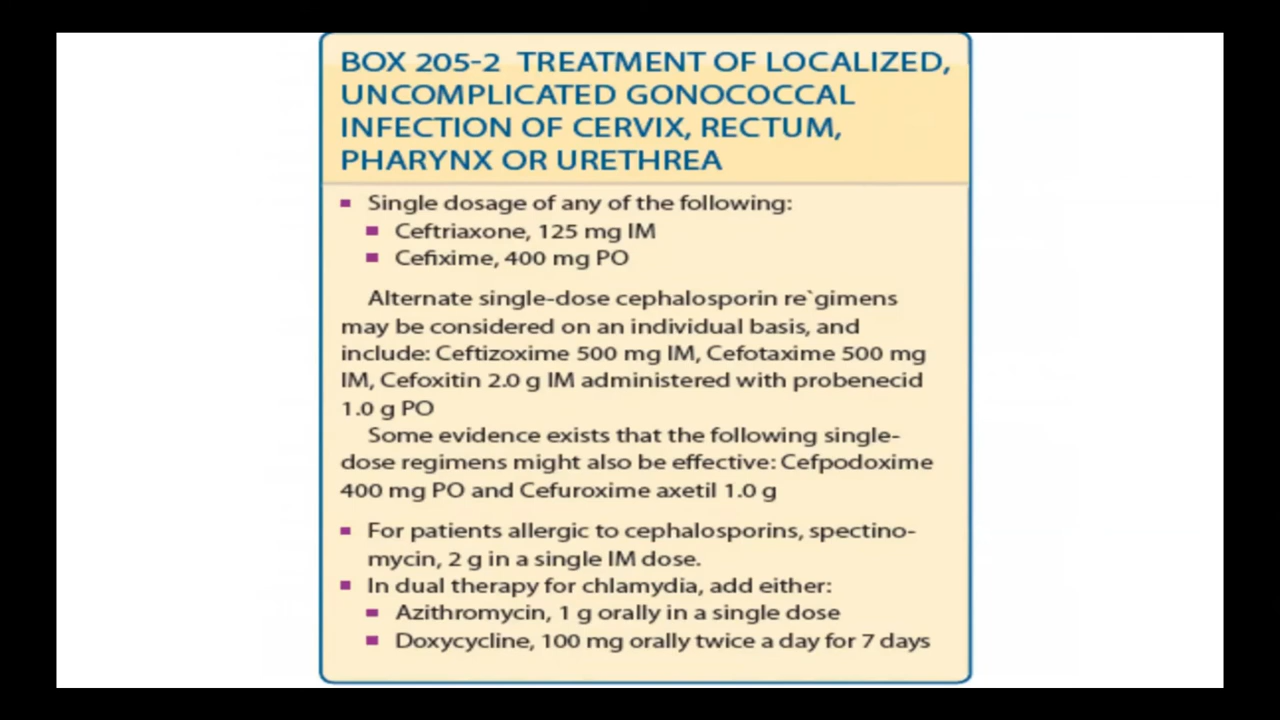 BOX 205-2 TREATMENT OF LOCALIZED,
UNCOMPLICATED GONOCOCCAL
INFECTION OF CERVIX, RECTUM,
PHARYNX OR URETHREA
Single dosage of any of the following:
Ceftriaxone, 125 mg IM
Cefixime, 400 mg PO
Alternate single-dose cephalosporin re`gimens
may be considered on an individual basis, and
include: Ceftizoxime 500 mg IM, Cefotaxime 500 mg
IM, Cefoxitin 2.0 g IM administered with probenecid
1.0 g PO
Some evidence exists that the following single-
dose regimens might also be effective: Cefpodoxime
400 mg PO and Cefuroxime axetil 1.0 g
For patients allergic to cephalosporins, spectino-
mycin, 2 g in a single IM dose.
In dual therapy for chlamydia, add either:
Azithromycin, 1 g orally in a single dose
Doxycycline, 100 mg orally twice a day for 7 days